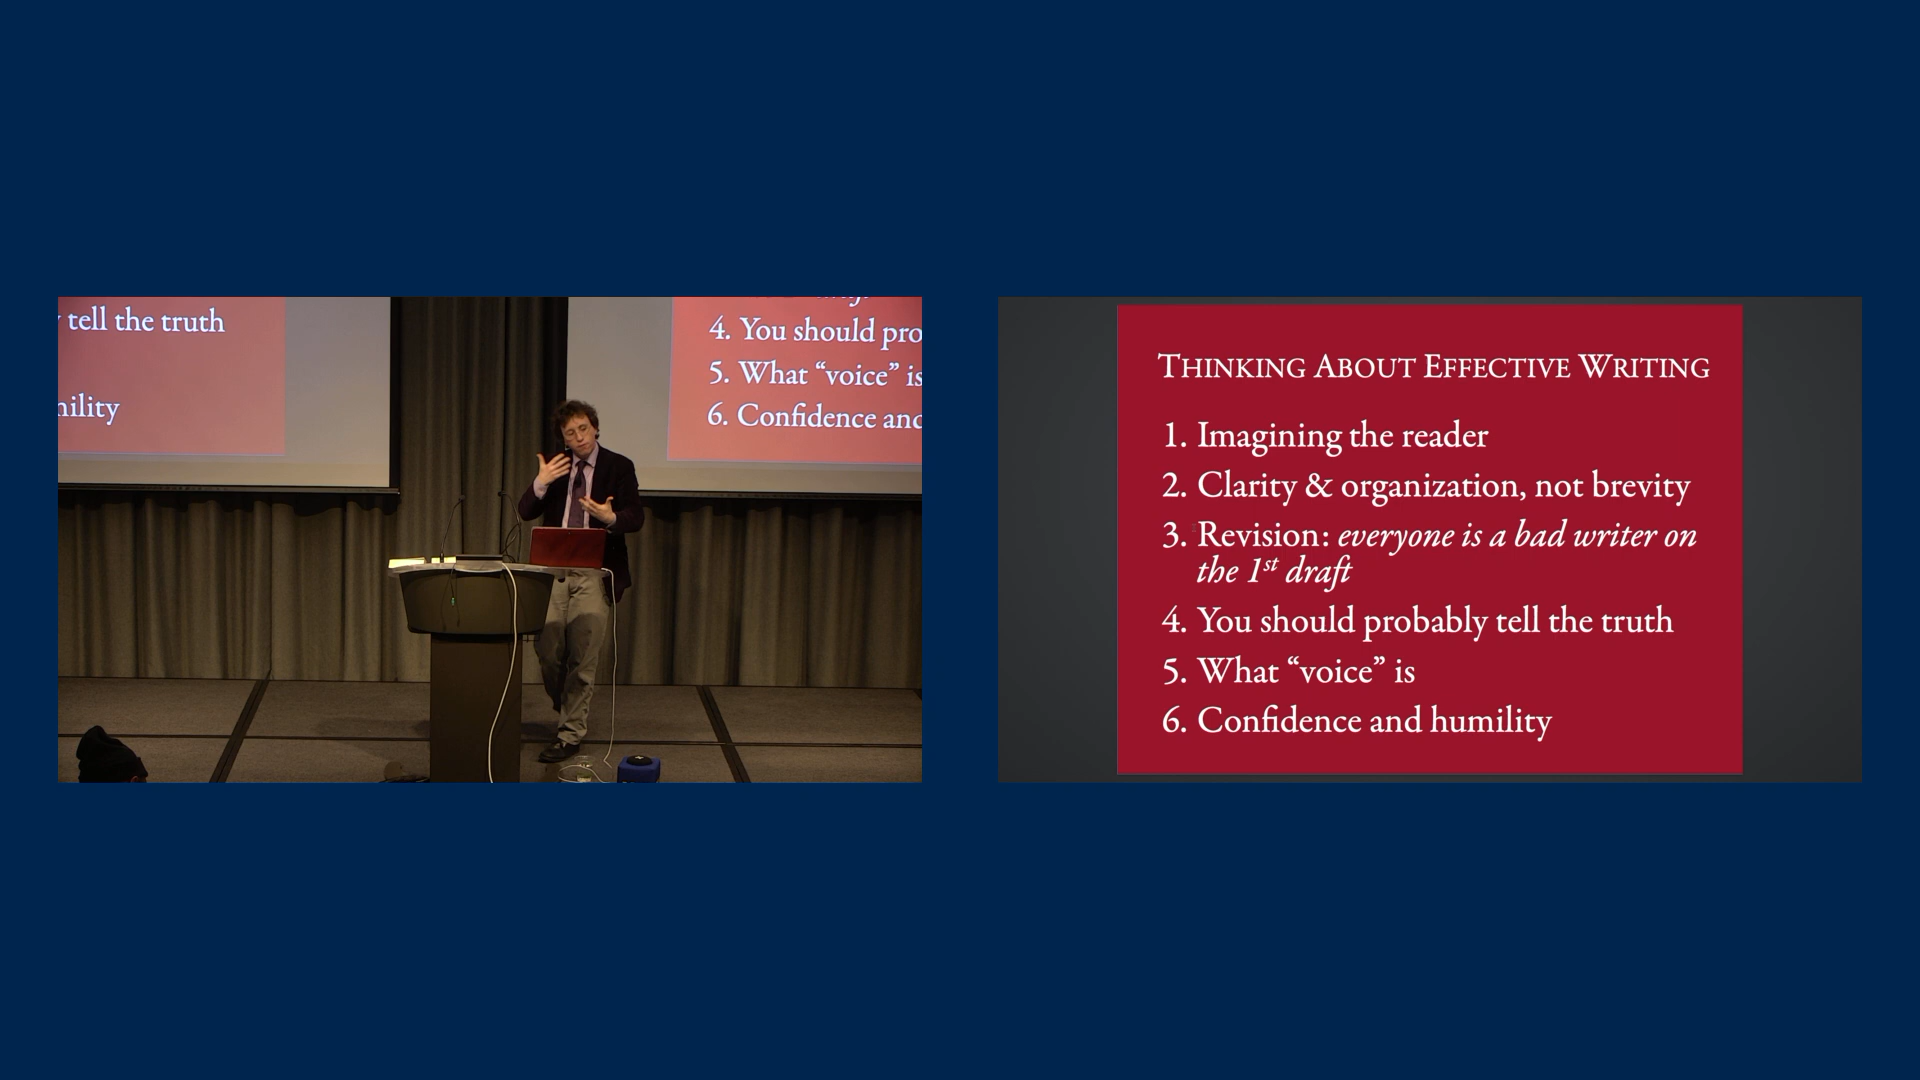 tell the truth
4. You should pro
5. What “voice” is
6. Confidence and
THINKING ABOUT EFFECTIVE WRITING
1. Imagining the reader
2. Clarity & organization, not brevity
3. Revision: everyone is a bad writer on
the 1st draft
4. You should probably tell the truth
5. What “voice” is
6. Confidence and humility